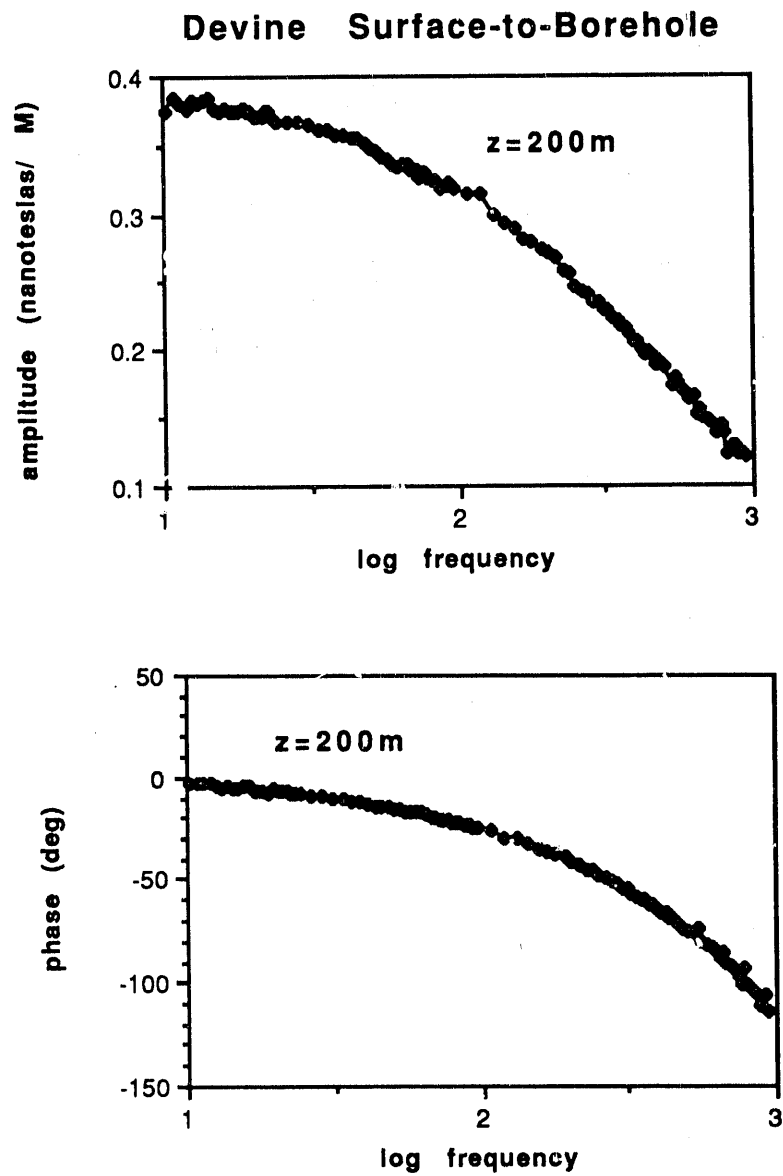 Devine Surface-to-Borehole
0.4
0.3
0.2
0.1
amplitude (nanoteslas/ M)
z=200m
1 2 3
log frequency
50
0
-50
-100
-150
phase (deg)
z=200m
1 2 3
log frequency